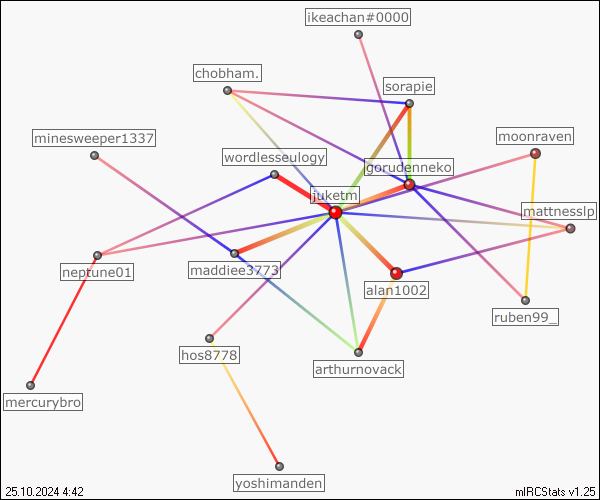 ikeachan#0000
chobham.
sorapie
minesweeper1337
moonraven
wordlesseulogy
gorudenneko
juketm
mattnesslp
neptune01
maddiee3773
alan1002
ruben99_
hos8778
arthurnovack
mercurybro
yoshimanden
25.10.2024 4:42
mIRCStats v1.25